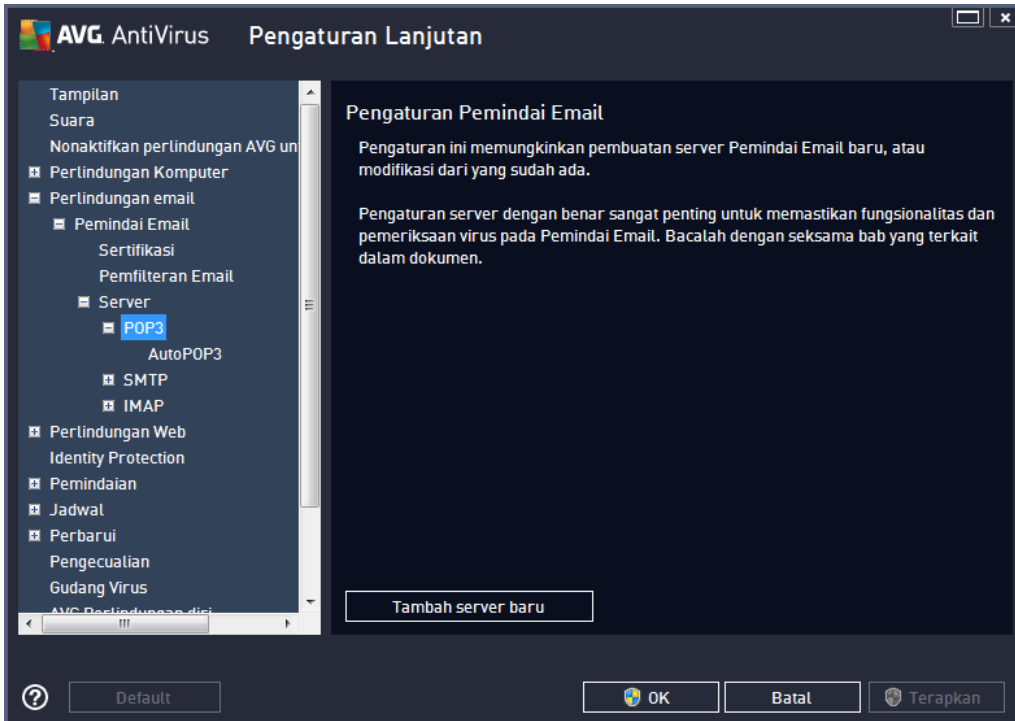 AVG. AntiVirus Pengaturan Lanjutan
Tampilan
Suara
Nonaktifkan perlindungan AVG un
Perlindungan Komputer
Perlindungan email
Pemindai Email
Sertifikasi
Pemfilteran Email
Server
POP3
AutoPOP3
SMTP
IMAP
Perlindungan Web
Identity Protection
Pemindaian
Jadwal
Perbarui
Pengecualian
Gudang Virus
AVG Perlindungan diri
Pengaturan Pemindai Email
Pengaturan ini memungkinkan pembuatan server Pemindai Email baru, atau
modifikasi dari yang sudah ada.
Pengaturan server dengan benar sangat penting untuk memastikan fungsionalitas dan
pemeriksaan virus pada Pemindai Email. Bacalah dengan seksama bab yang terkait
dalam dokumen.
Tambah server baru
Default
OK
Batal
Terapkan